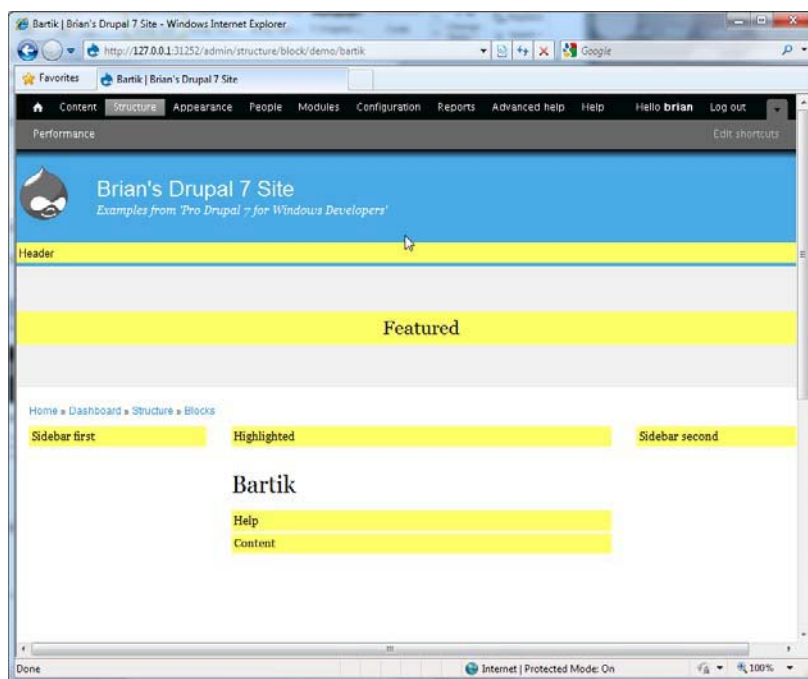 Bartik | Brian's Drupal 7 Site - Windows Internet Explorer
http://127.0.0.1:31252/admin/structure/block/demo/bartik
Google
Favorites
Bartik | Brian's Drupal 7 Site
Content Structure Appearance People Modules Configuration Reports Advanced help Help Hello brian Log out
Performance Edit shortcuts
Brian's Drupal 7 Site
Examples from 'Pro Drupal 7 for Windows Developers'
Header
Featured
Home » Dashboard » Structure » Blocks
Sidebar first Highlighted Sidebar second
Bartik
Help
Content
Done Internet | Protected Mode: On 100%